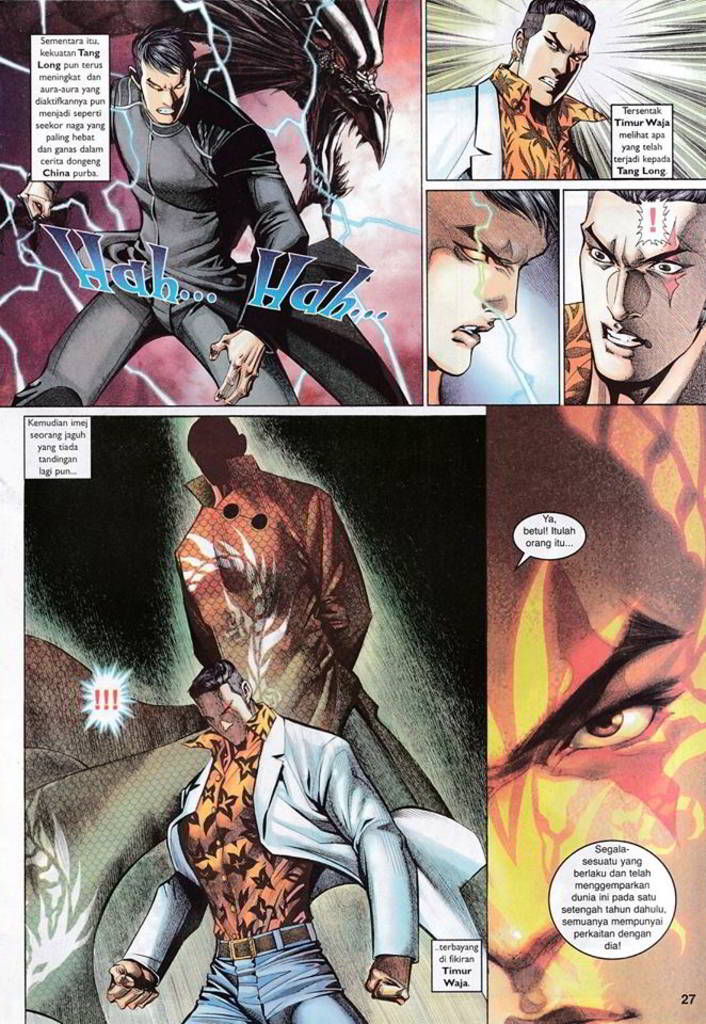 Sementara itu,
kekuatan Tang
Long pun terus
meningkat dan
aura-aura yang
diaktifkannya pun
menjadi seperti
seekor naga yang
paling hebat
dan ganas dalam
cerita dongeng
China purba.
Hah... Hah...
Tersentak
Timur Waja
melihat apa
yang telah
terjadi kepada
Tang Long.
!
Kemudian imej
seorang jaguh
yang tiada
tandingan
lagi pun...
!!!
..terbayang
di fikiran
Timur
Waja.
Ya,
betul! Itulah
orang itu...
Segala-
sesuatu yang
berlaku dan telah
menggemparkan
dunia ini pada satu
setengah tahun dahulu,
semuanya mempunyai
perkaitan dengan
dia!
27